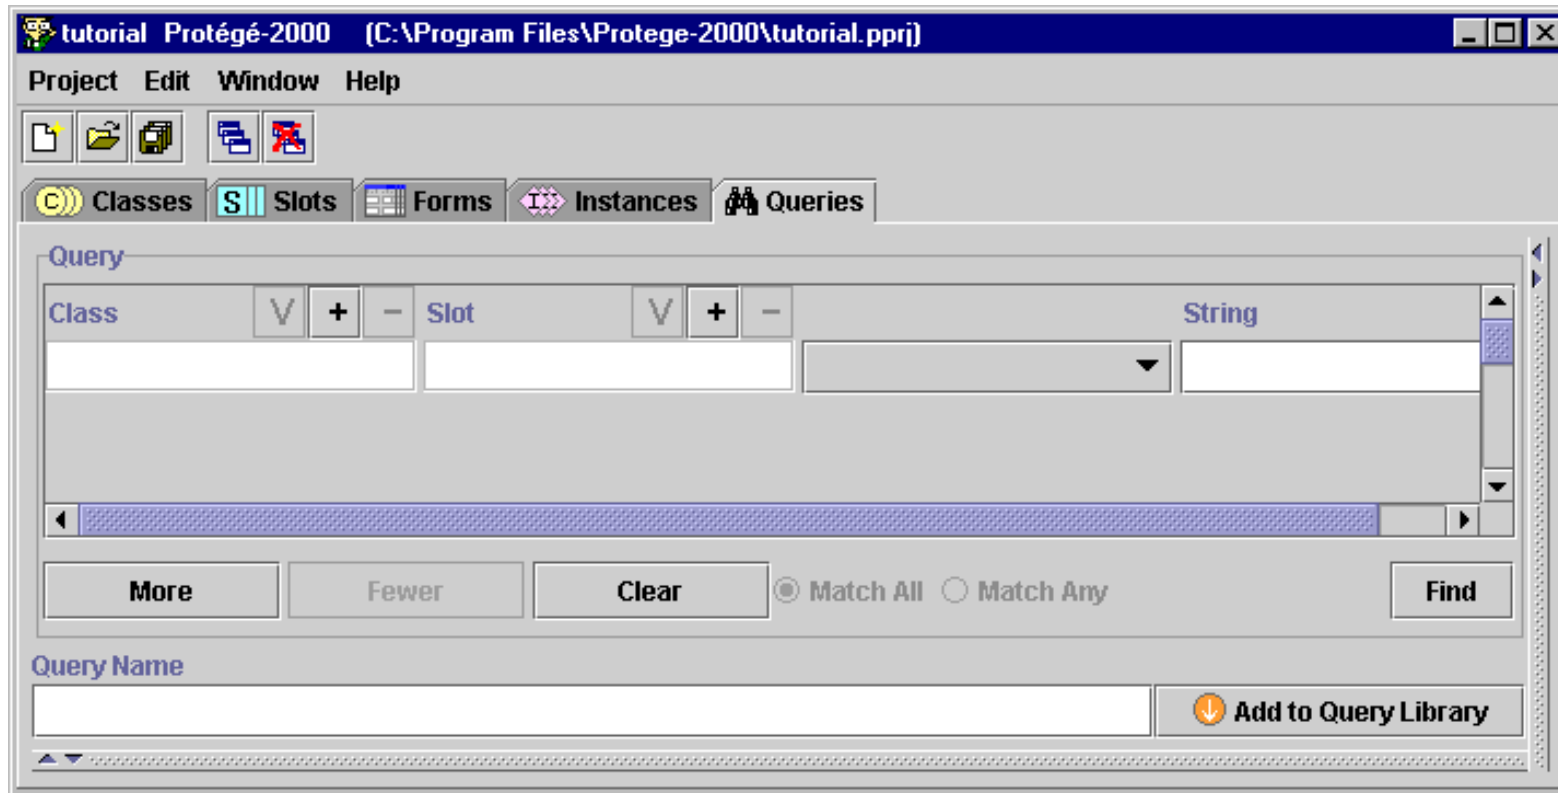 tutorial Protégé-2000 (C:\Program Files\Protege-2000\tutorial.pprj)
Project Edit Window Help
C Classes S Slots Forms I Instances Queries
Query
Class V + − Slot V + − String
More Fewer Clear Match All Match Any Find
Query Name
Add to Query Library